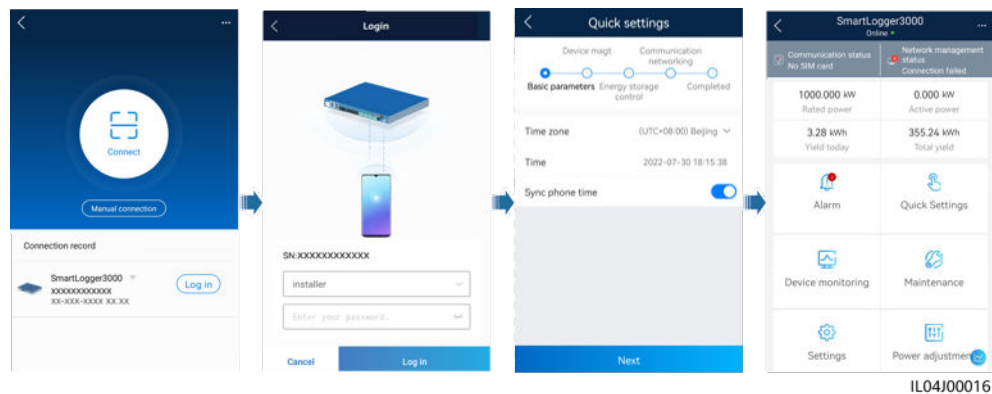 Connect
Manual connection
Connection record
SmartLogger3000
XXXXXXXXXXXX
XX-XXX-XXXX XX:XX
Log in
Login
SN:XXXXXXXXXXXX
installer
Enter your password.
Cancel
Log in
Quick settings
Device magt
Communication
networking
Basic parameters
Energy storage
control
Completed
Time zone
(UTC+08:00) Beijing
Time
2022-07-30 18:15:38
Sync phone time
Next
SmartLogger3000
Online
...
Communication status
No SIM card
Network management
status
Connection failed
1000.000 kW
Rated power
0.000 kW
Active power
3.28 kWh
Yield today
355.24 kWh
Total yield
Alarm
Quick Settings
Device monitoring
Maintenance
Settings
Power adjustmen
IL04J00016